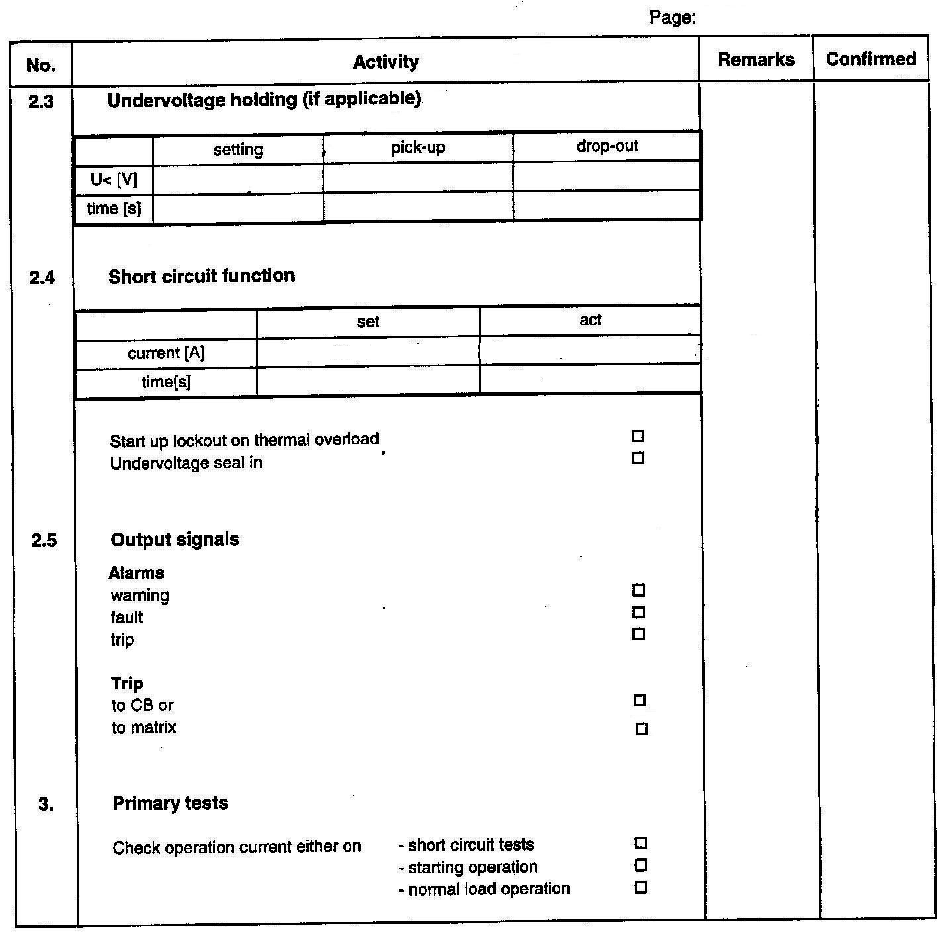 Page:
No. Activity Remarks Confirmed
2.3 Undervoltage holding (if applicable)
setting pick-up drop-out
U< [V]
time [s]
2.4 Short circuit function
set act
current [A]
time[s]
Start up lockout on thermal overload
Undervoltage seal in
2.5 Output signals
Alarms
warning
fault
trip
Trip
to CB or
to matrix
3. Primary tests
Check operation current either on - short circuit tests
- starting operation
- normal load operation